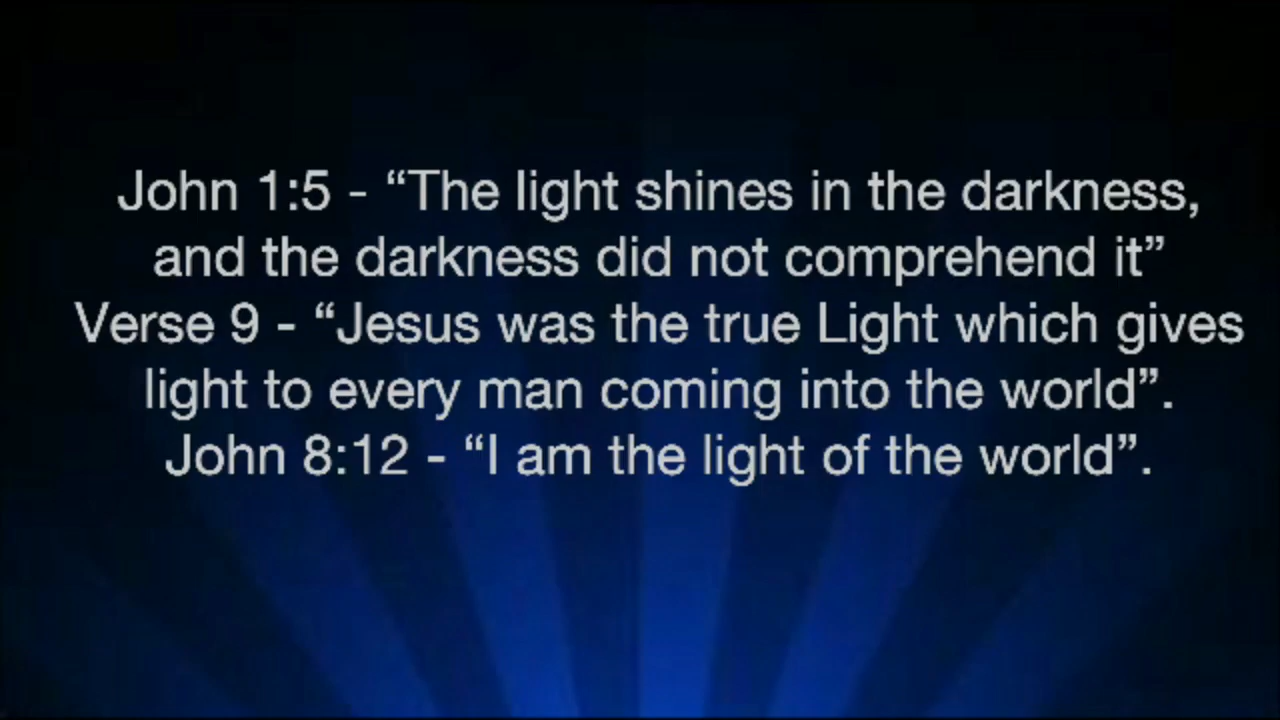 John 1:5 - “The light shines in the darkness,
and the darkness did not comprehend it”
Verse 9 - “Jesus was the true Light which gives
light to every man coming into the world”.
John 8:12 - “I am the light of the world”.